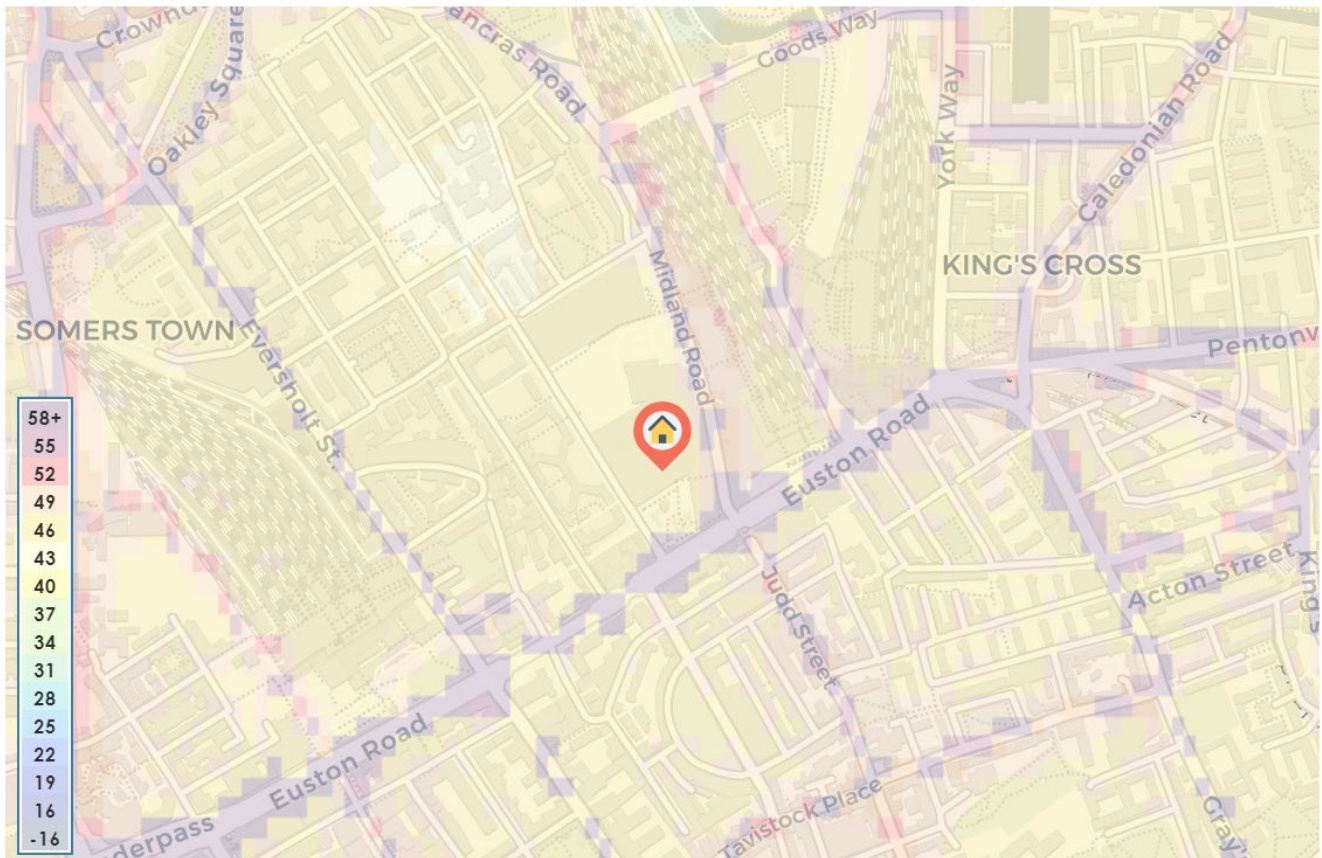 Crownd
Oakley Square
ancras Road
Goods Way
York Way
Caledonian Road
KING'S CROSS
Midland Road
SOMERS TOWN
Eversholt St.
Pentonv
Euston Road
Judd Street
Acton Street
King's
58+
55
52
49
46
43
40
37
34
31
28
25
22
19
16
-16
Euston Road
derpass
Tavistock Place
Gray'